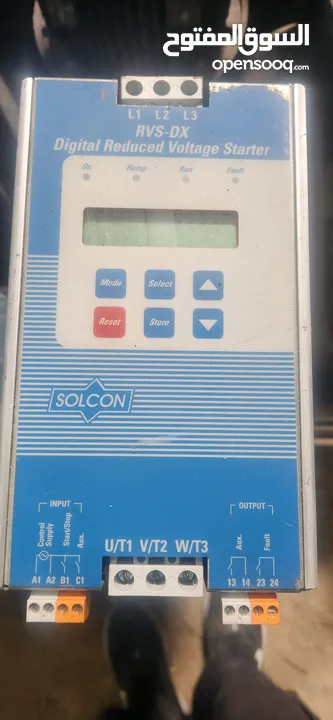 السوق المفتوح
opensooq.com
L1 L2 L3
RVS-DX
Digital Reduced Voltage Starter
On Ramp Run Fault
Mode Select
Reset Store
SOLCON
INPUT
Control Supply
Start/Stop
Aux.
A1 A2 B1 C1
U/T1 V/T2 W/T3
OUTPUT
Aux.
Fault
13 14 23 24